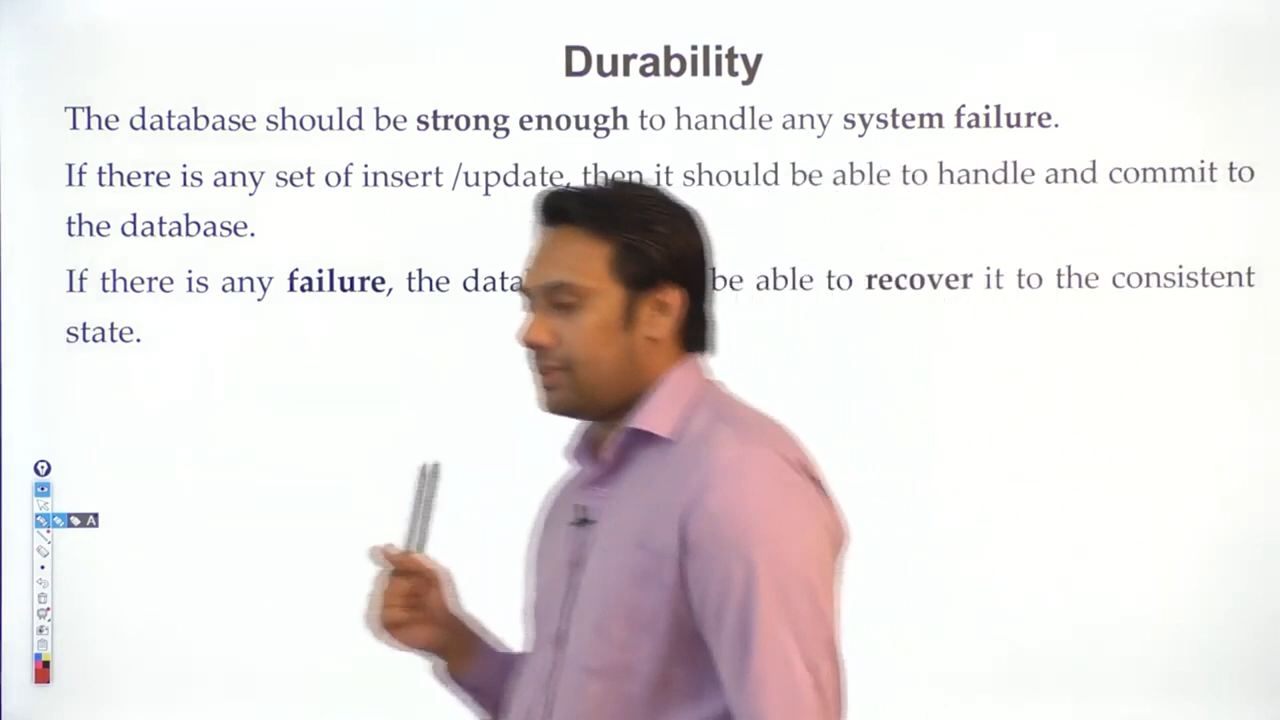 Durability
The database should be strong enough to handle any system failure.
If there is any set of insert /update, then it should be able to handle and commit to
the database.
If there is any failure, the data be able to recover it to the consistent
state.
A